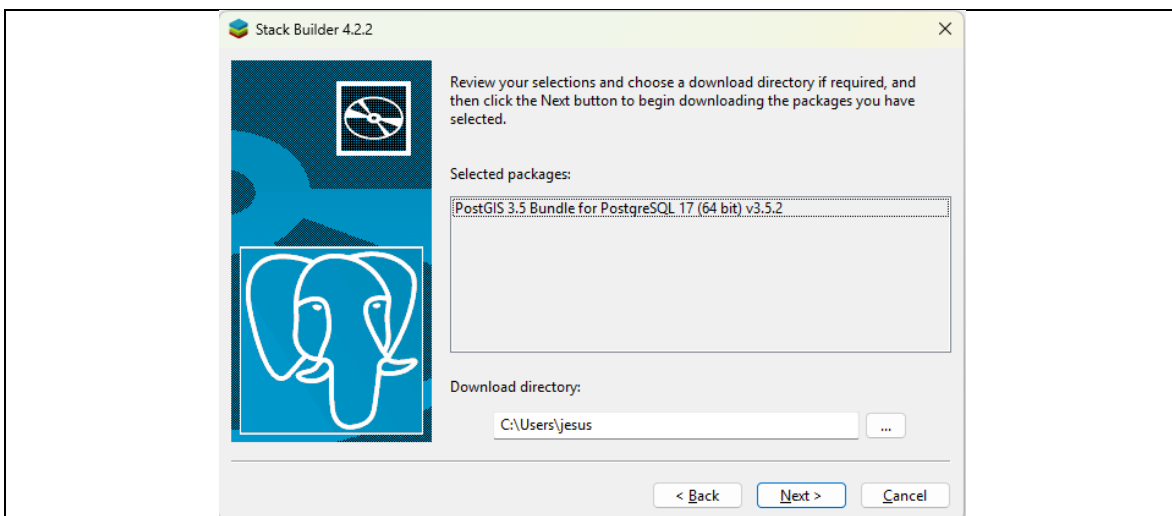 Stack Builder 4.2.2
Review your selections and choose a download directory if required, and
then click the Next button to begin downloading the packages you have
selected.
Selected packages:
PostGIS 3.5 Bundle for PostgreSQL 17 (64 bit) v3.5.2
Download directory:
C:\Users\jesus
...
< Back
Next >
Cancel